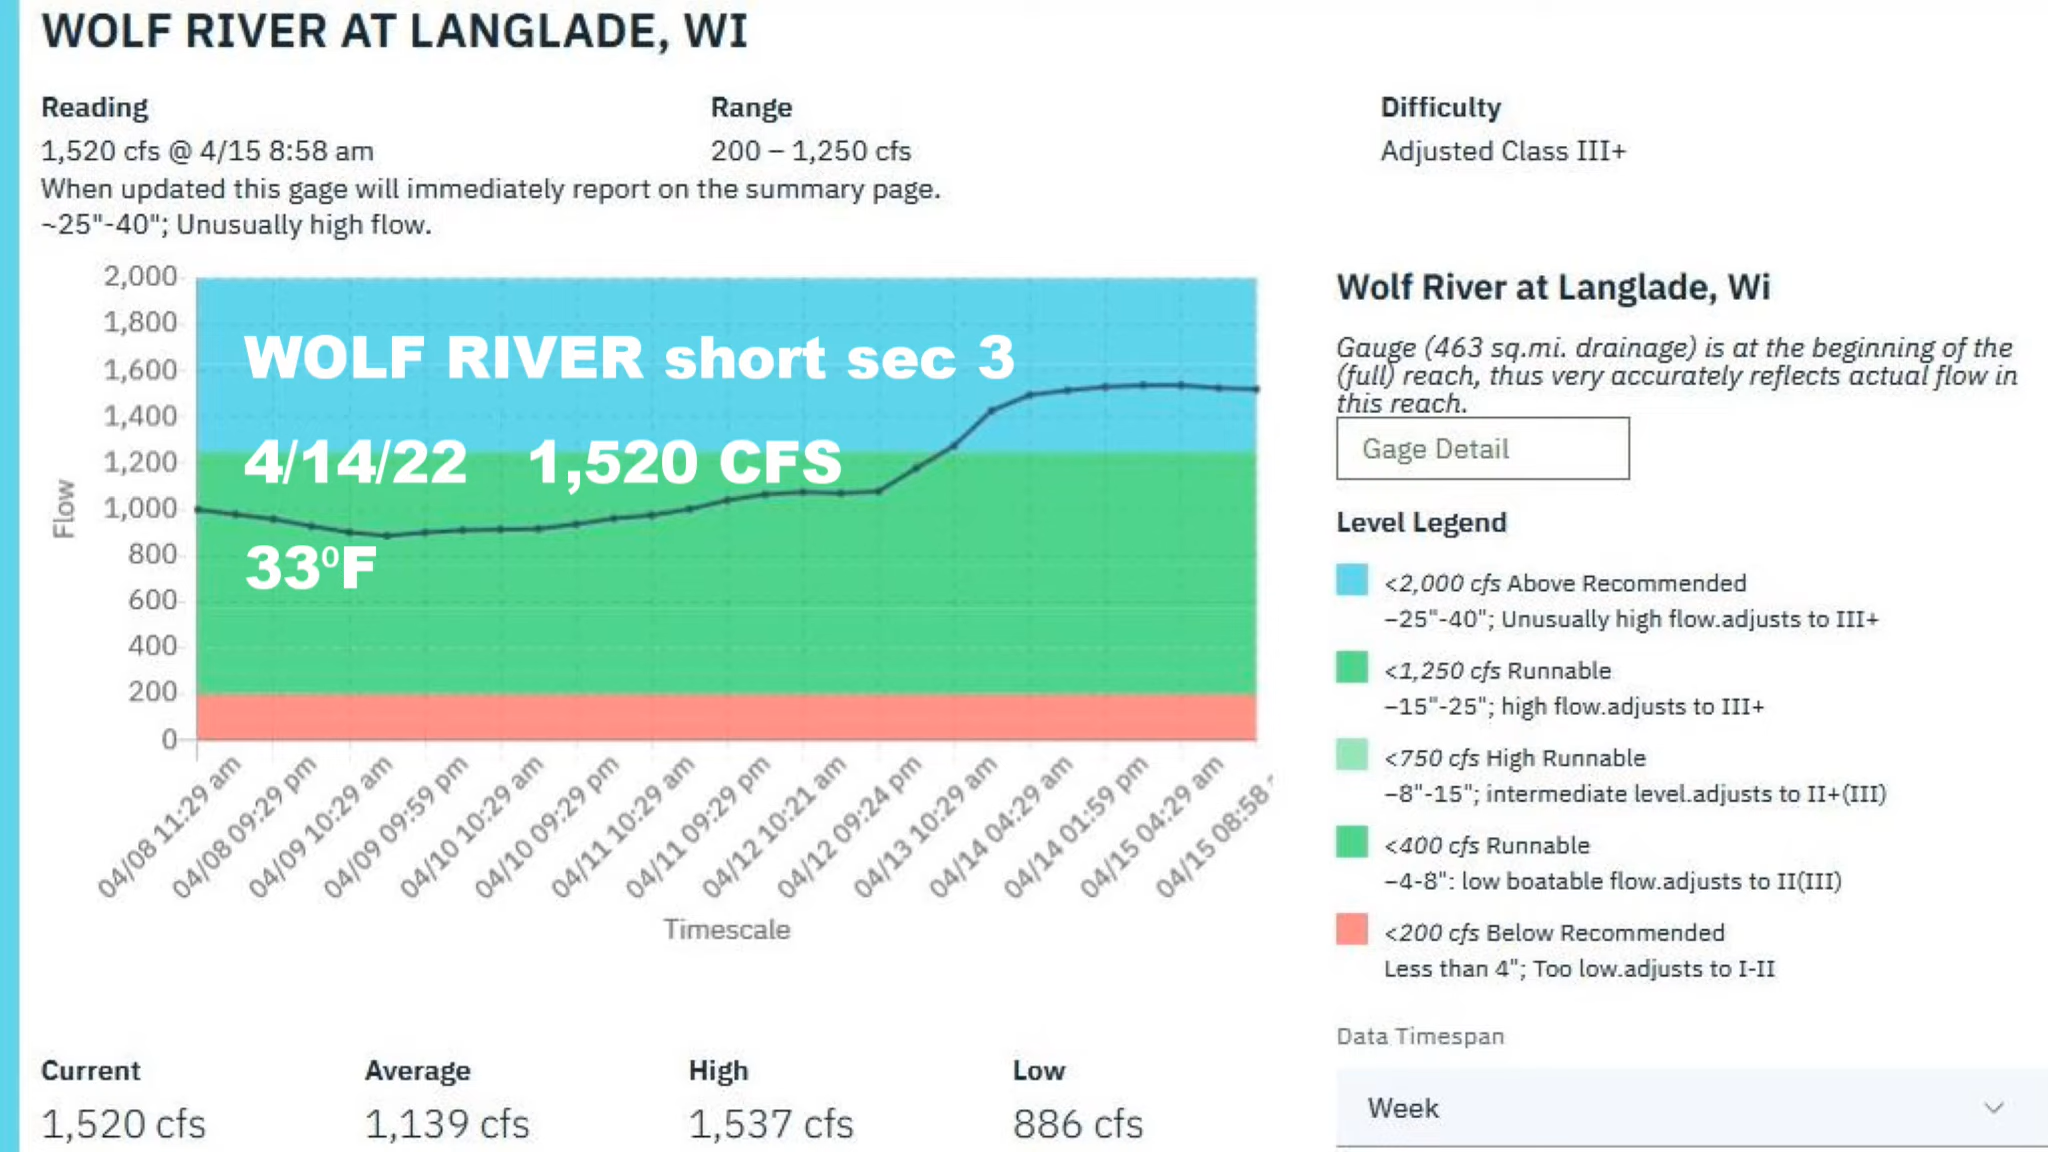 WOLF RIVER AT LANGLADE, WI
Reading
1,520 cfs @ 4/15 8:58 am
When updated this gage will immediately report on the summary page.
~25"-40"; Unusually high flow.
Range
200 – 1,250 cfs
Difficulty
Adjusted Class III+
2,000
1,800
1,600
1,400
1,200
1,000
800
600
400
200
0
Flow
WOLF RIVER short sec 3
4/14/22 1,520 CFS
33⁰F
04/08 11:29 am
04/08 09:29 pm
04/09 10:29 am
04/09 09:59 pm
04/10 10:29 am
04/10 09:29 pm
04/11 10:29 am
04/11 09:29 pm
04/12 10:21 am
04/12 09:24 pm
04/13 10:29 am
04/14 04:29 am
04/14 01:59 pm
04/15 04:29 am
04/15 08:58
Timescale
Wolf River at Langlade, Wi
Gauge (463 sq.mi. drainage) is at the beginning of the
(full) reach, thus very accurately reflects actual flow in
this reach.
Gage Detail
Level Legend
<2,000 cfs Above Recommended
~25"-40"; Unusually high flow.adjusts to III+
<1,250 cfs Runnable
~15"-25"; high flow.adjusts to III+
<750 cfs High Runnable
~8"-15"; intermediate level.adjusts to II+(III)
<400 cfs Runnable
~4-8": low boatable flow.adjusts to II(III)
<200 cfs Below Recommended
Less than 4"; Too low.adjusts to I-II
Data Timespan
Week
Current
1,520 cfs
Average
1,139 cfs
High
1,537 cfs
Low
886 cfs